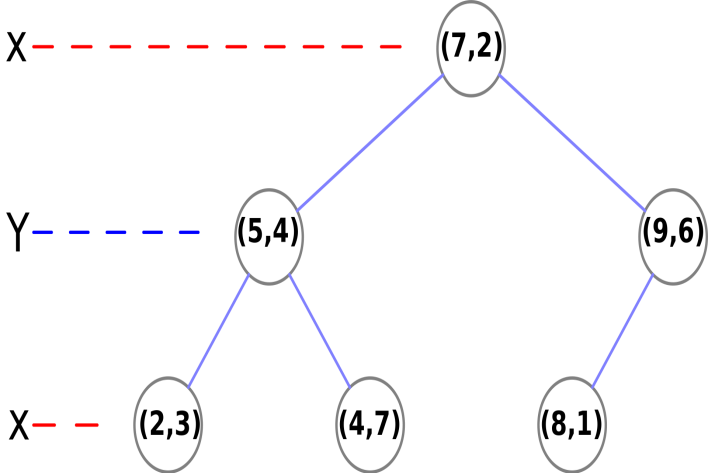 X (7,2)
Y (5,4) (9,6)
X (2,3) (4,7) (8,1)